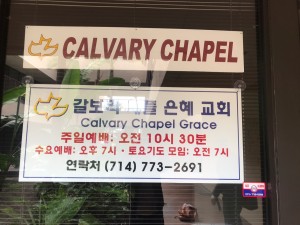 CALVARY CHAPEL
갈보리 채플 은혜 교회
Calvary Chapel Grace
주일예배: 오전 10시 30분
수요예배: 오후 7시 · 토요기도 모임: 오전 7시
연락처 (714) 773-2691